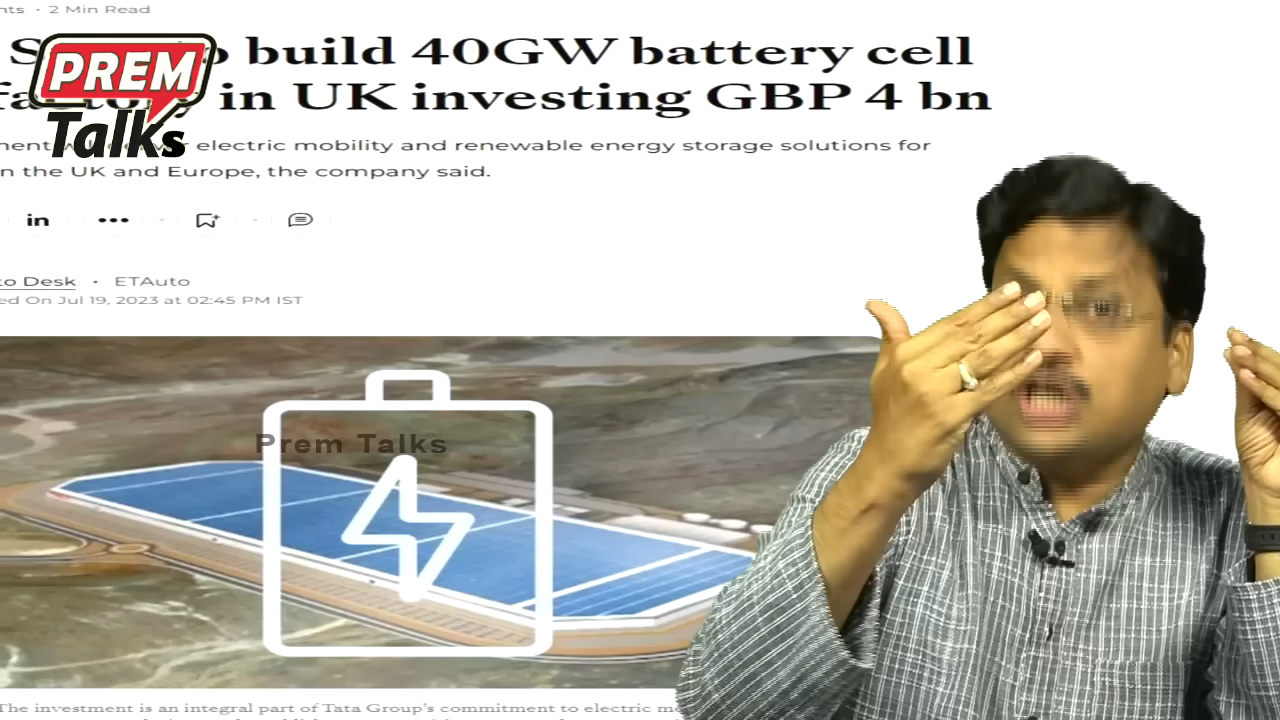 nts • 2 Min Read
PREM
Talks
build 40GW battery cell
in UK investing GBP 4 bn
electric mobility and renewable energy storage solutions for
n the UK and Europe, the company said.
in
to Desk • ETAuto
ed On Jul 19, 2023 at 02:45 PM IST
Prem Talks
The investment is an integral part of Tata Group's commitment to electric